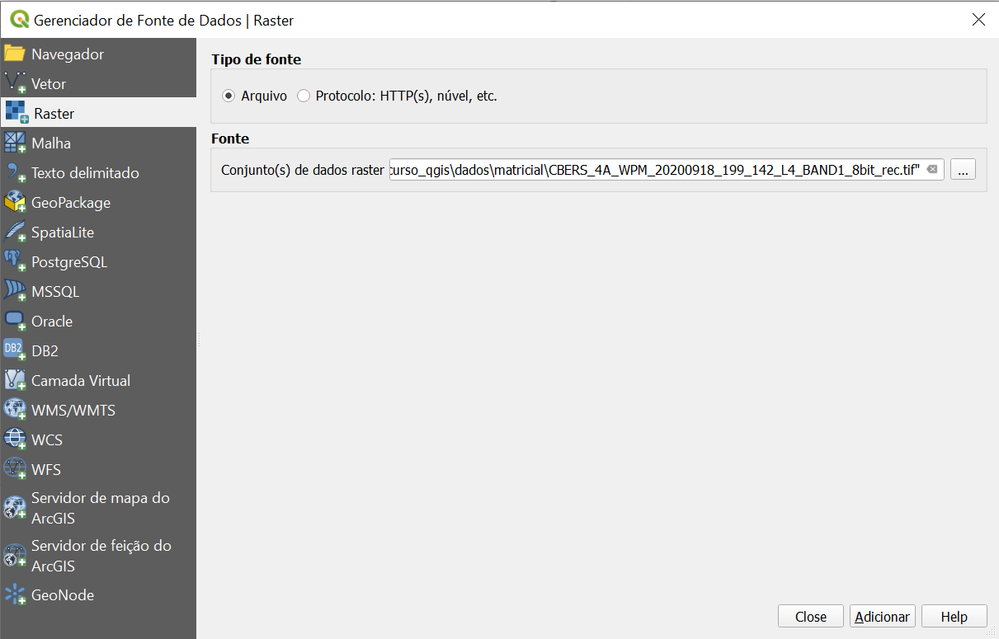 Gerenciador de Fonte de Dados | Raster
Navegador
Vetor
Raster
Malha
Texto delimitado
GeoPackage
SpatiaLite
PostgreSQL
MSSQL
Oracle
DB2
DB2
Camada Virtual
WMS/WMTS
WCS
WFS
Servidor de mapa do
ArcGIS
Servidor de feição do
ArcGIS
GeoNode
Tipo de fonte
Arquivo Protocolo: HTTP(s), núvel, etc.
Fonte
Conjunto(s) de dados raster curso_qgis\dados\matricial\CBERS_4A_WPM_20200918_199_142_L4_BAND1_8bit_rec.tif" ...
Close Adicionar Help